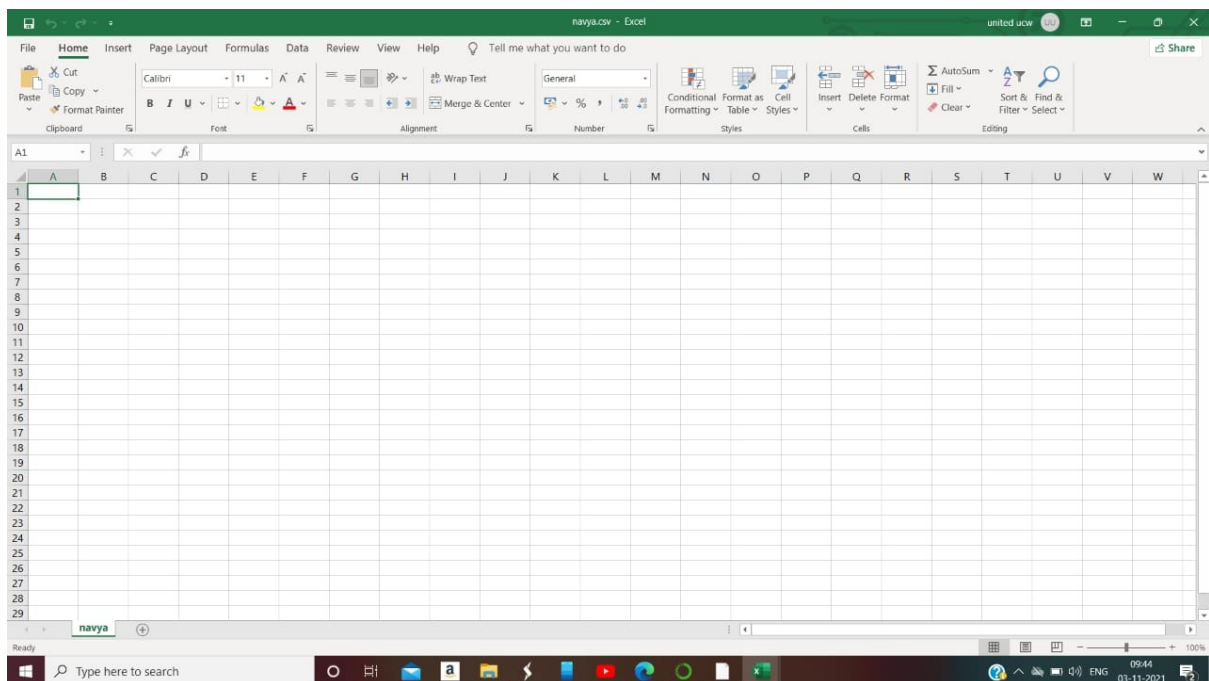 navya.csv - Excel
united ucw UU
File Home Insert Page Layout Formulas Data Review View Help Tell me what you want to do Share
Paste
Cut
Copy
Format Painter
Clipboard
Calibri 11 A A
B I U A
Font
ab Wrap Text
Merge & Center
Alignment
General
% ,
Number
Conditional Formatting
Format as Table
Cell Styles
Styles
Insert Delete Format
Cells
AutoSum
Fill
Clear
Sort & Filter
Find & Select
Editing
A1 fx
A B C D E F G H I J K L M N O P Q R S T U V W
1
2
3
4
5
6
7
8
9
10
11
12
13
14
15
16
17
18
19
20
21
22
23
24
25
26
27
28
29
navya
Ready 100%
Type here to search a ENG 09:44
03-11-2021